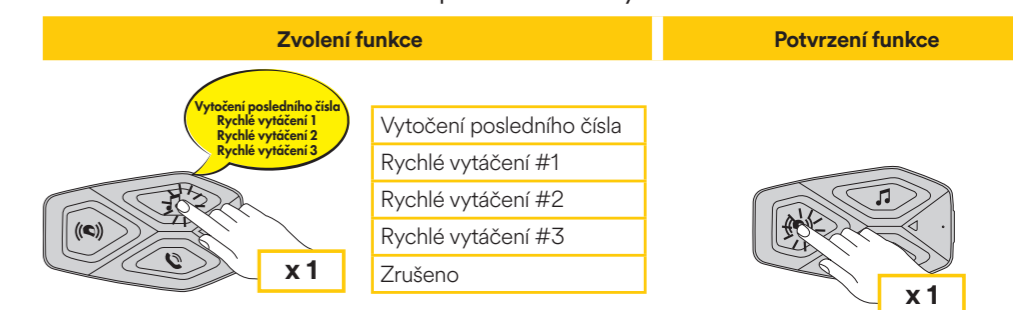 Zvolení funkce
Potvrzení funkce
Vytočení posledního čísla
Rychlé vytáčení 1
Rychlé vytáčení 2
Rychlé vytáčení 3
Vytočení posledního čísla
Rychlé vytáčení #1
Rychlé vytáčení #2
Rychlé vytáčení #3
Zrušeno
x 1
x 1